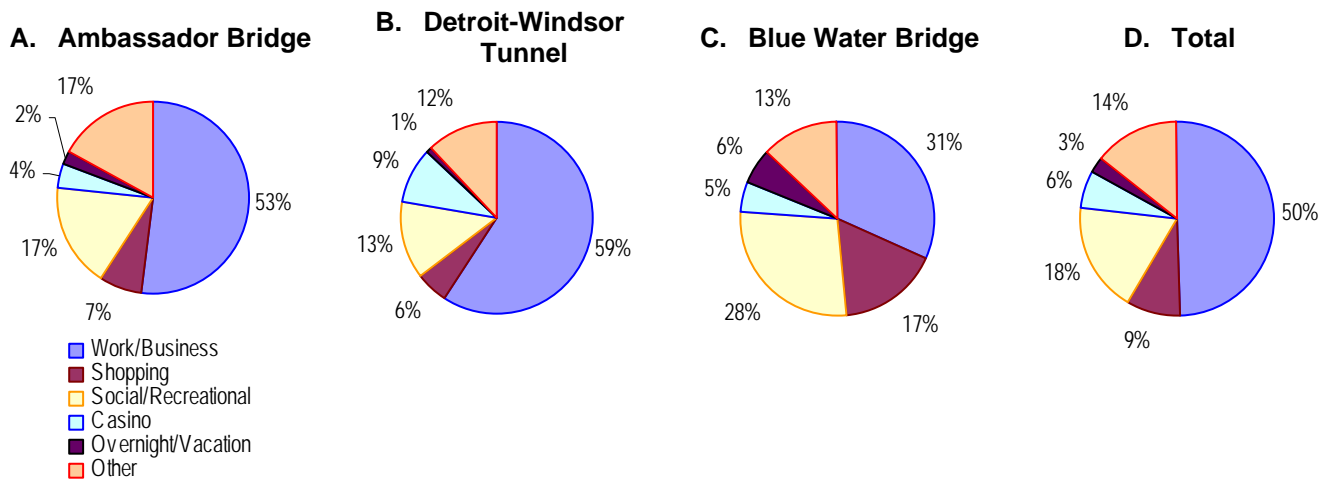 A. Ambassador Bridge
17%
2%
4%
17%
7%
53%
B. Detroit-Windsor
Tunnel
12%
1%
9%
13%
6%
59%
C. Blue Water Bridge
13%
6%
5%
28%
17%
31%
D. Total
14%
3%
6%
18%
9%
50%
Work/Business
Shopping
Social/Recreational
Casino
Overnight/Vacation
Other